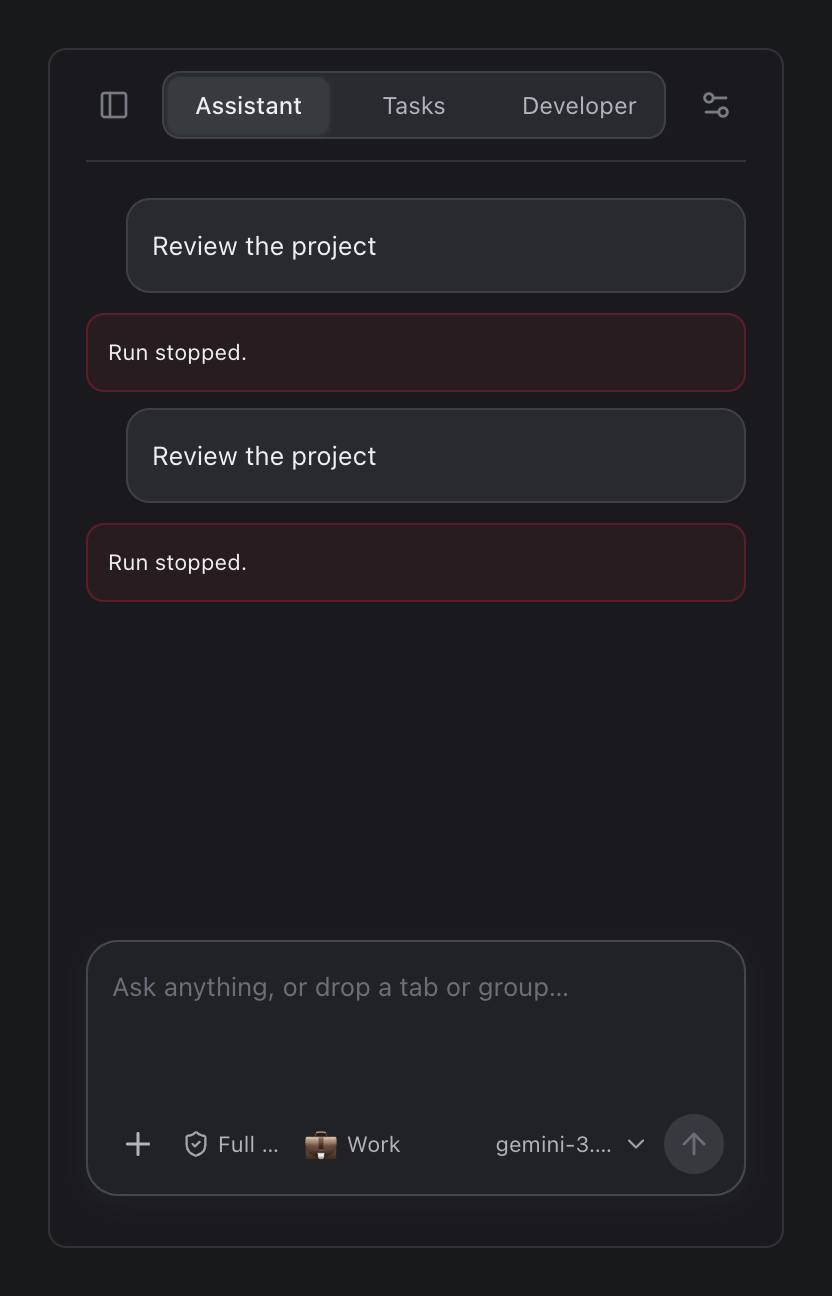 Assistant
Tasks
Developer
Review the project
Run stopped.
Review the project
Run stopped.
Ask anything, or drop a tab or group...
Full ...
Work
gemini-3....